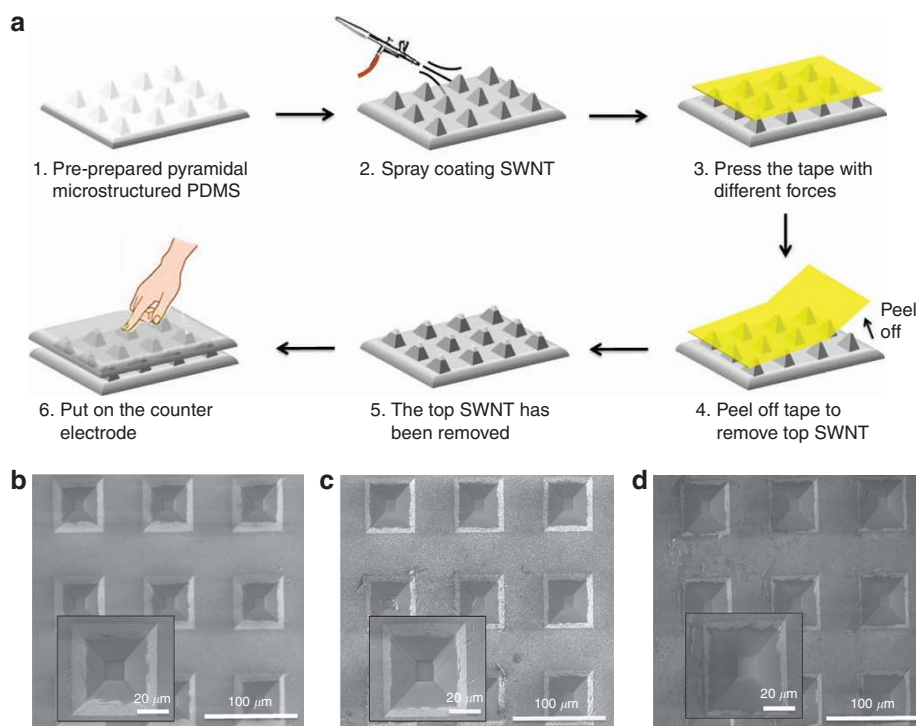 a
1. Pre-prepared pyramidal
microstructured PDMS
2. Spray coating SWNT
3. Press the tape with
different forces
Peel
off
6. Put on the counter
electrode
5. The top SWNT has
been removed
4. Peel off tape to
remove top SWNT
b
20 μm
100 μm
c
20 μm
100 μm
d
20 μm
100 μm